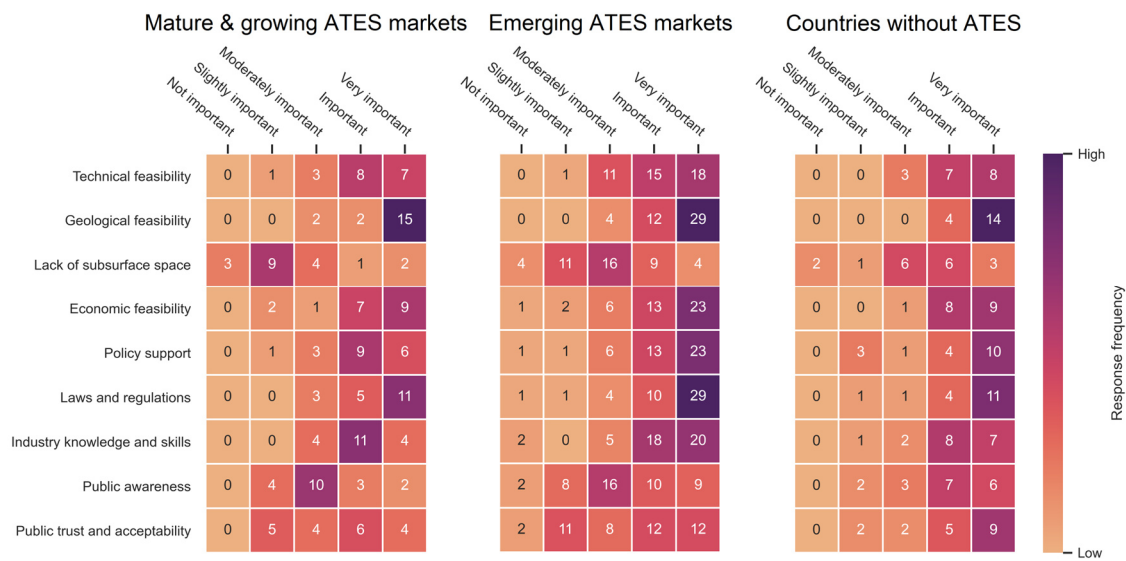 Mature & growing ATES markets
Emerging ATES markets
Countries without ATES
Not important
Slightly important
Moderately important
Important
Very important
Not important
Slightly important
Moderately important
Important
Very important
Not important
Slightly important
Moderately important
Important
Very important
Technical feasibility 0 1 3 8 7 0 1 11 15 18 0 0 3 7 8
Geological feasibility 0 0 2 2 15 0 0 4 12 29 0 0 0 4 14
Lack of subsurface space 3 9 4 1 2 4 11 16 9 4 2 1 6 6 3
Economic feasibility 0 2 1 7 9 1 2 6 13 23 0 0 1 8 9
Policy support 0 1 3 9 6 1 1 6 13 23 0 3 1 4 10
Laws and regulations 0 0 3 5 11 1 1 4 10 29 0 1 1 4 11
Industry knowledge and skills 0 0 4 11 4 2 0 5 18 20 0 1 2 8 7
Public awareness 0 4 10 3 2 2 8 16 10 9 0 2 3 7 6
Public trust and acceptability 0 5 4 6 4 2 11 8 12 12 0 2 2 5 9
High
Low
Response frequency